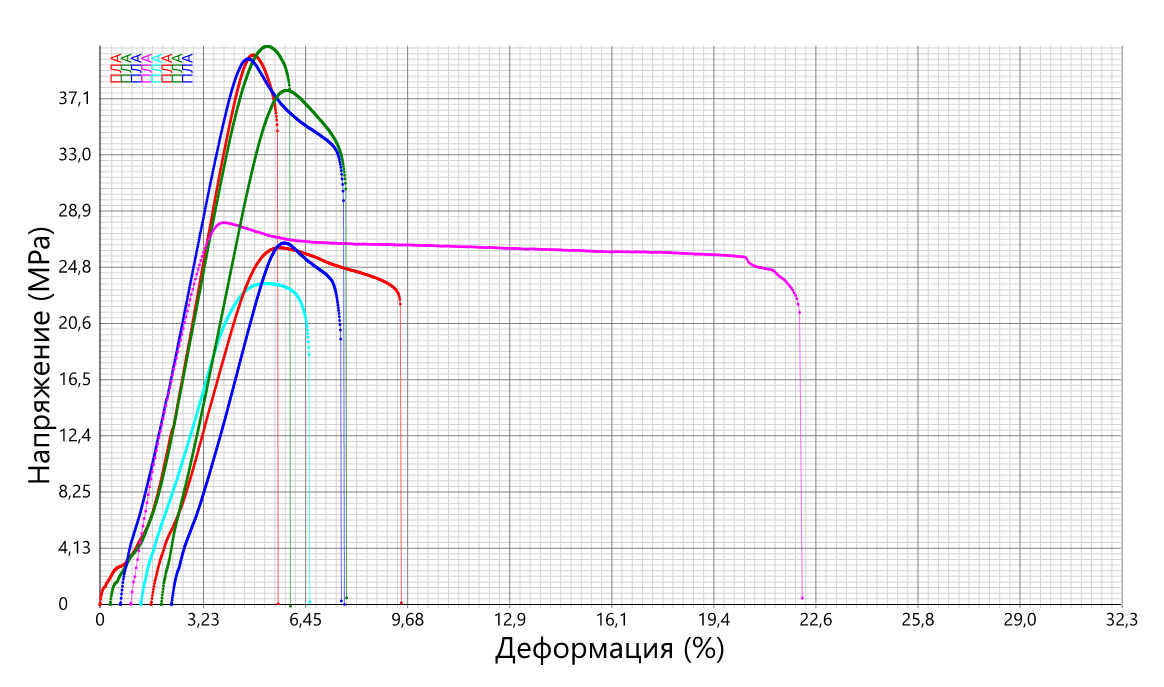 ПЛА
ПЛА
ПЛА
ПЛА
ПЛА
ПЛА
ПЛА
ПЛА
37,1
33,0
28,9
24,8
20,6
16,5
12,4
8,25
4,13
0
Напряжение (MPa)
0 3,23 6,45 9,68 12,9 16,1 19,4 22,6 25,8 29,0 32,3
Деформация (%)